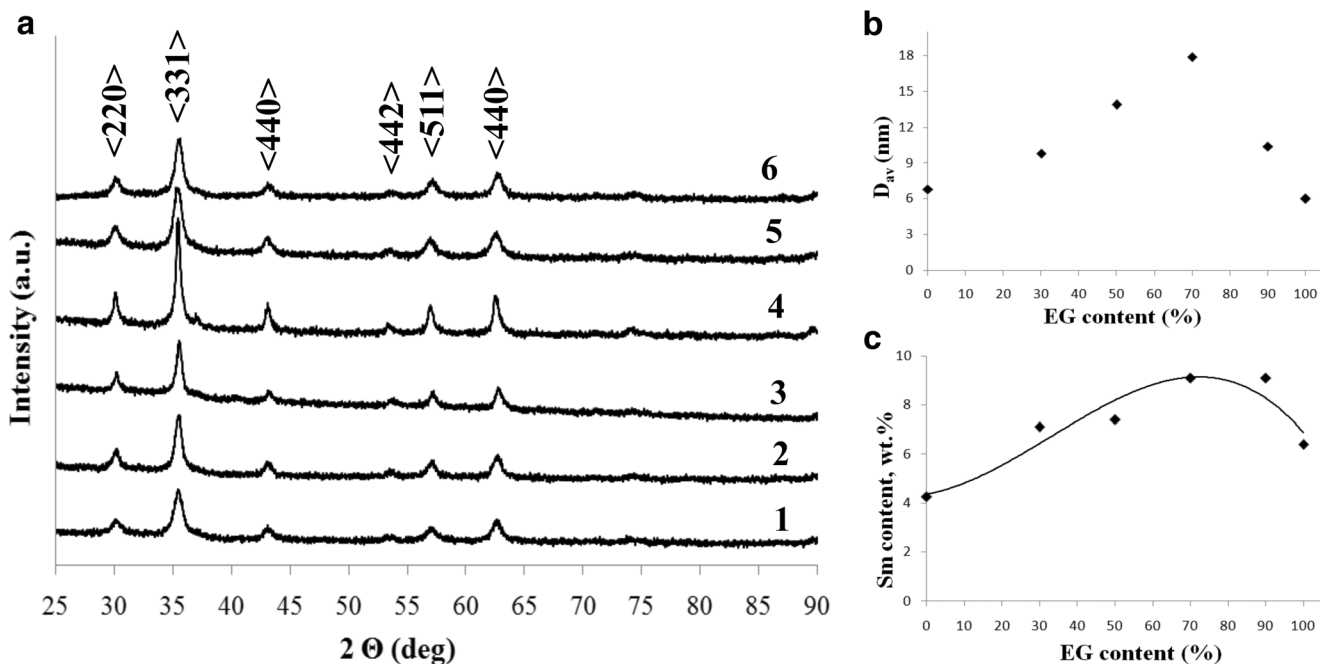 a
<220>
<331>
<440>
<442>
<511>
<440>
6
5
4
3
2
1
Intensity (a.u.)
25 30 35 40 45 50 55 60 65 70 75 80 85 90
2 Θ (deg)
b
18
15
12
9
6
3
0
D_av (nm)
0 10 20 30 40 50 60 70 80 90 100
EG content (%)
c
10
8
6
4
2
0
Sm content, wt.%
0 10 20 30 40 50 60 70 80 90 100
EG content (%)